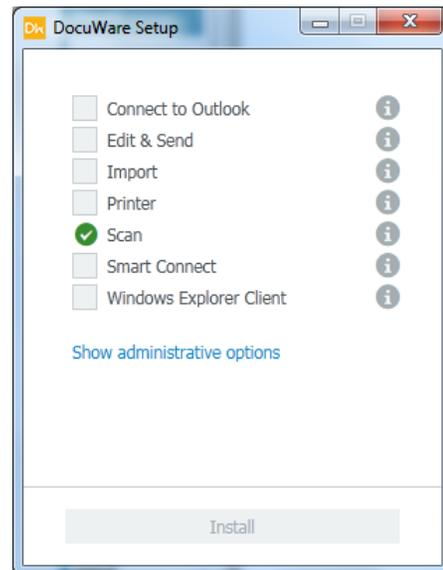 DocuWare Setup
Connect to Outlook
Edit & Send
Import
Printer
Scan
Smart Connect
Windows Explorer Client
Show administrative options
Install